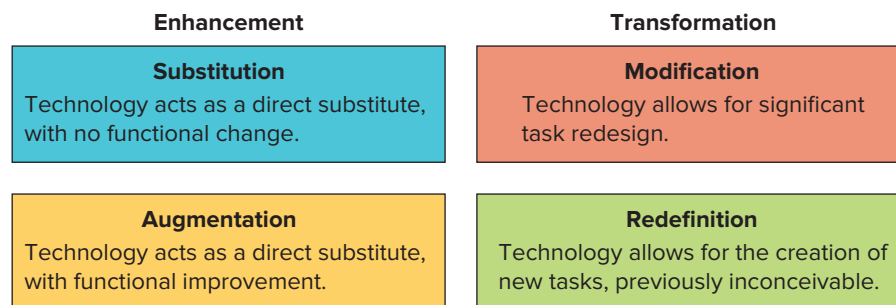 Enhancement
Substitution
Technology acts as a direct substitute,
with no functional change.
Augmentation
Technology acts as a direct substitute,
with functional improvement.
Transformation
Modification
Technology allows for significant
task redesign.
Redefinition
Technology allows for the creation of
new tasks, previously inconceivable.